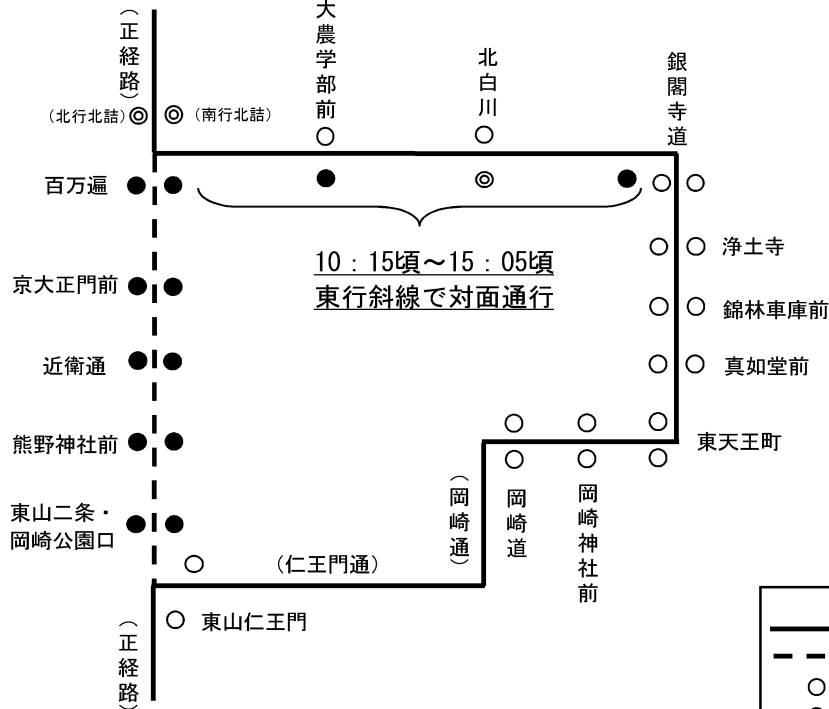 (正経路)
大農学部前
北白川
銀閣寺道
(北行北詰)◎
◎(南行北詰)
百万遍
10:15頃～15:05頃
東行斜線で対面通行
浄土寺
京大正門前
錦林車庫前
近衛通
真如堂前
熊野神社前
東天王町
(岡崎通)
岡崎道
岡崎神社前
東山二条・
岡崎公園口
(仁王門通)
東山仁王門
(正経路)